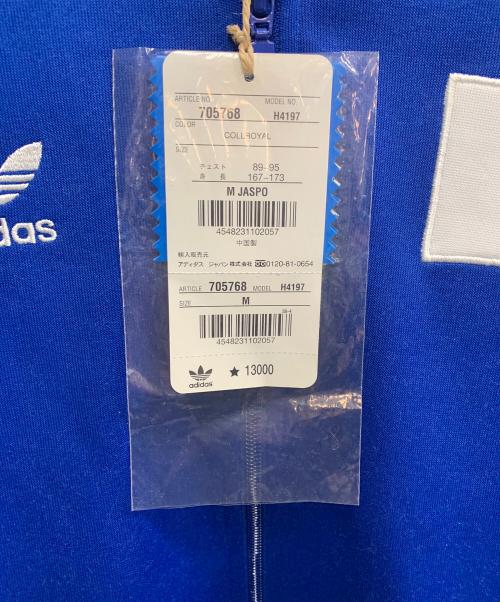 ARTICLE NO. MODEL NO.
705768 H4197
COLOR
COLLROYAL
SIZE
チェスト 89- 95
身 長 167-173
M JASPO
4548231102057
中国製
輸入販売元
アディダス ジャパン株式会社 0120-81-0654
ARTICLE 705768 MODEL H4197
SIZE M
4548231102057
adidas
★ 13000
das